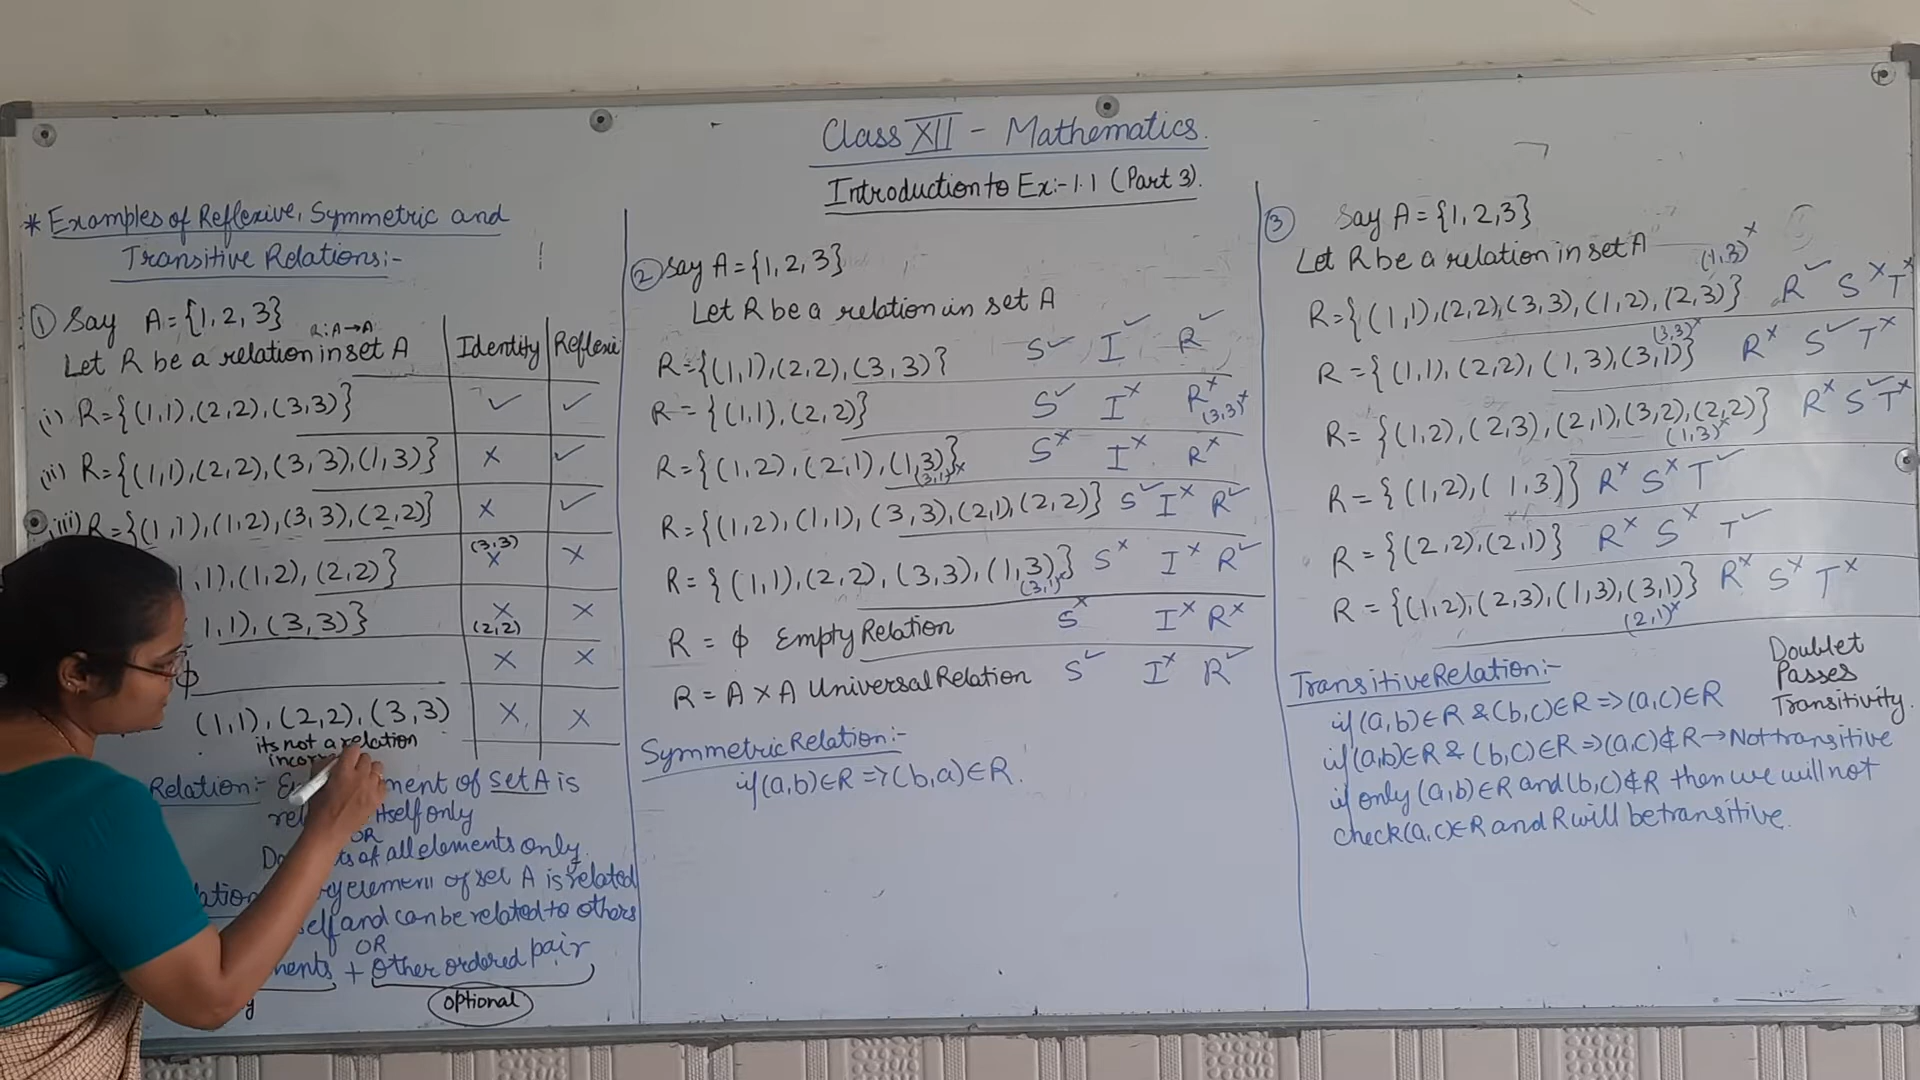 Class XII - Mathematics.
Introduction to Ex:-1.1 (Part 3).
* Examples of Reflexive, Symmetric and
Transitive Relations:-
① Say A = {1, 2, 3}
R:A→A
Let R be a relation in set A
Identity
Reflexi
(i) R={(1,1),(2,2),(3,3)} ✓ ✓
(ii) R={(1,1),(2,2),(3,3),(1,3)} × ✓
(iii) R={(1,1),(1,2),(3,3),(2,2)} × ✓
,1),(1,2),(2,2)} (3,3) × ×
1,1),(3,3)} × (2,2) ×
ϕ × ×
(1,1),(2,2),(3,3) × ×
its not a relation
Relation:- ment of set A is
itself only
OR
of all elements only.
element of set A is related
and can be related to others
OR
+ other ordered pair
optional
② Say A = {1, 2, 3}
Let R be a relation in set A
R={(1,1),(2,2),(3,3)} S✓ I✓ R✓
R={(1,1),(2,2)} S✓ I× R× (3,3)×
R={(1,2),(2,1),(1,3)} (3,1)× S× I× R×
R={(1,2),(1,1),(3,3),(2,1),(2,2)} S✓ I× R✓
R={(1,1),(2,2),(3,3),(1,3)} (3,1)× S× I× R✓
R = ϕ Empty Relation S× I× R×
R = A × A Universal Relation S✓ I× R✓
Symmetric Relation:-
if (a,b)∈R => (b,a)∈R.
③ Say A = {1, 2, 3}
Let R be a relation in set A (1,3)×
R={(1,1),(2,2),(3,3),(1,2),(2,3)} R✓ S× T×
R={(1,1),(2,2),(1,3),(3,1)} (3,3)× R× S✓ T×
R={(1,2),(2,3),(2,1),(3,2),(2,2)} (1,3)× R× S✓ T×
R={(1,2),(1,3)} R× S× T✓
R={(2,2),(2,1)} R× S× T✓
R={(1,2),(2,3),(1,3),(3,1)} (2,1)× R× S× T×
Doublet
Passes
Transitivity.
Transitive Relation:-
if (a,b)∈R & (b,c)∈R => (a,c)∈R
if (a,b)∈R & (b,c)∈R => (a,c)∉R → Not transitive
if only (a,b)∈R and (b,c)∉R then we will not
check (a,c)∈R and R will be transitive.